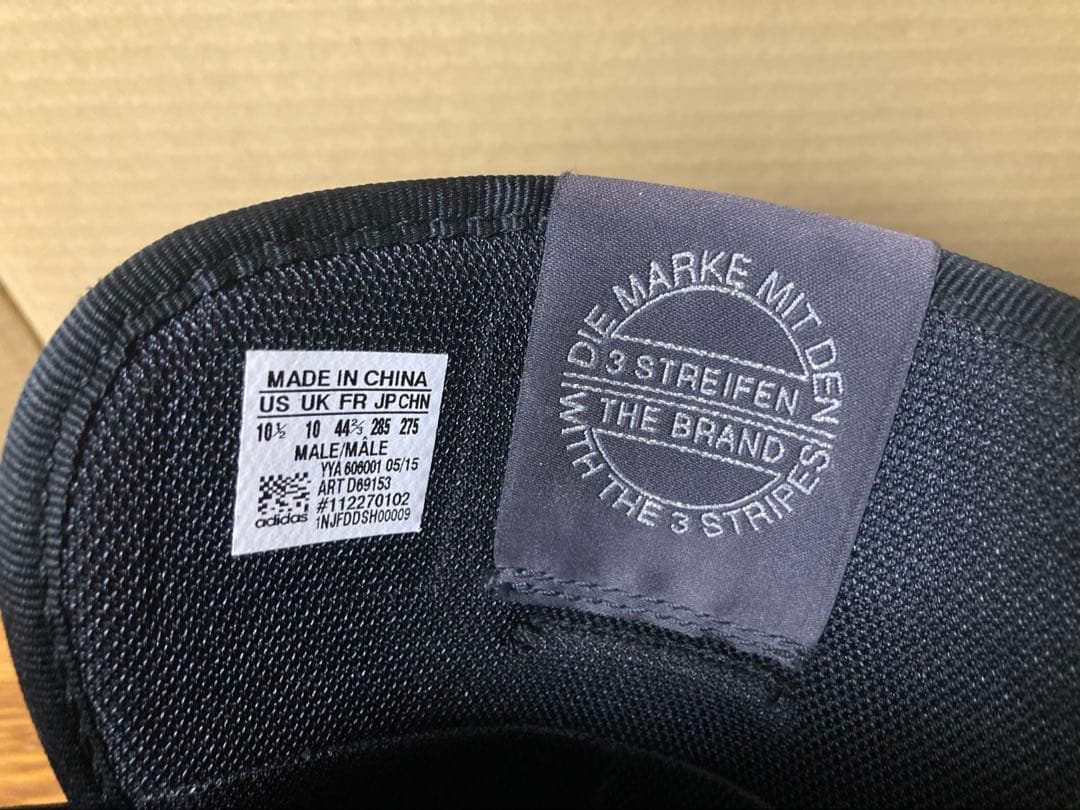 MADE IN CHINA
US UK FR JP CHN
10½ 10 44⅔ 285 275
MALE/MÂLE
YYA 606001 05/15
ART D69153
#112270102
1NJFDDSH00009
adidas
DIE MARKE MIT DEN
3 STREIFEN
THE BRAND
WITH THE 3 STRIPES